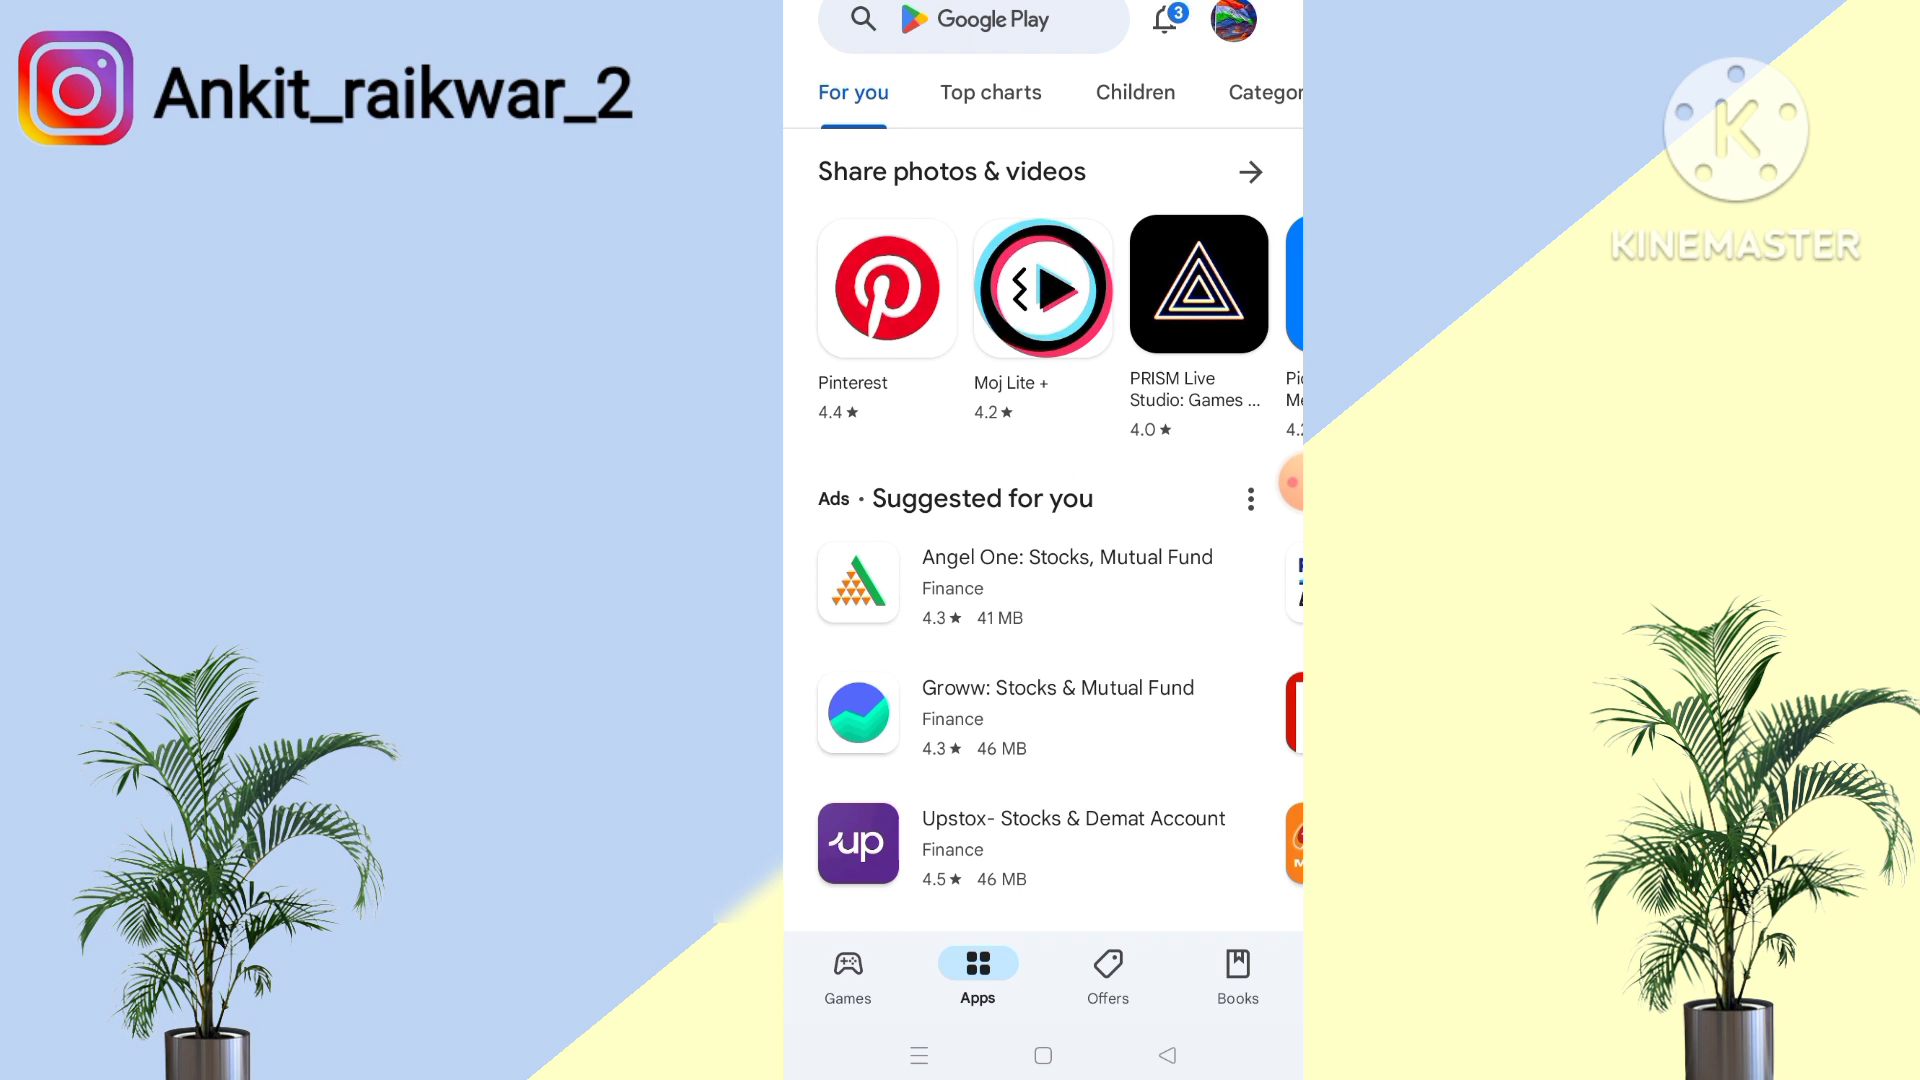 Ankit_raikwar_2
Google Play
3
For you
Top charts
Children
Categor
K
KINEMASTER
Share photos & videos
Pinterest
4.4 ★
Moj Lite +
4.2 ★
PRISM Live
Studio: Games ...
4.0 ★
Ads • Suggested for you
Angel One: Stocks, Mutual Fund
Finance
4.3 ★ 41 MB
Groww: Stocks & Mutual Fund
Finance
4.3 ★ 46 MB
up
Upstox- Stocks & Demat Account
Finance
4.5 ★ 46 MB
Games
Apps
Offers
Books